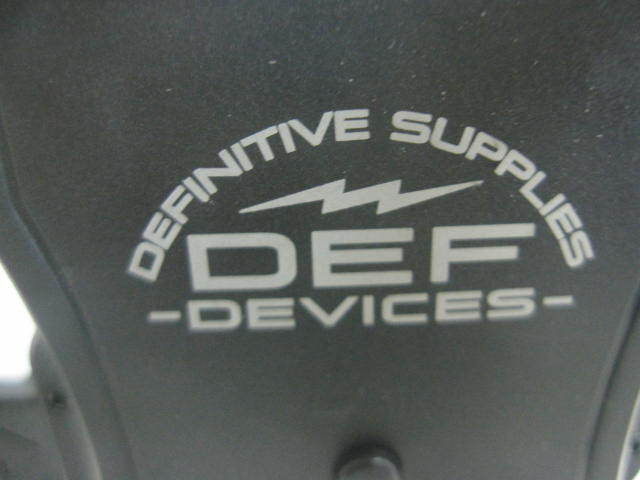 DEFINITIVE SUPPLIES
DEF
-DEVICES-